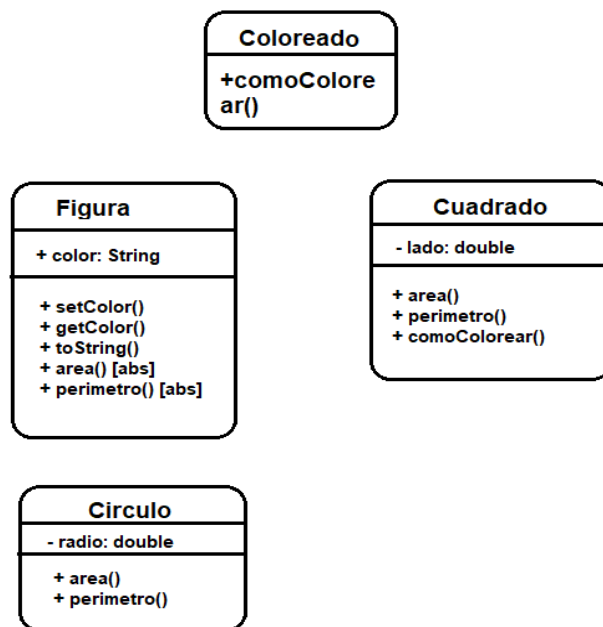 Coloreado
+comoColore
ar()
Figura
+ color: String
+ setColor()
+ getColor()
+ toString()
+ area() [abs]
+ perimetro() [abs]
Cuadrado
- lado: double
+ area()
+ perimetro()
+ comoColorear()
Circulo
- radio: double
+ area()
+ perimetro()